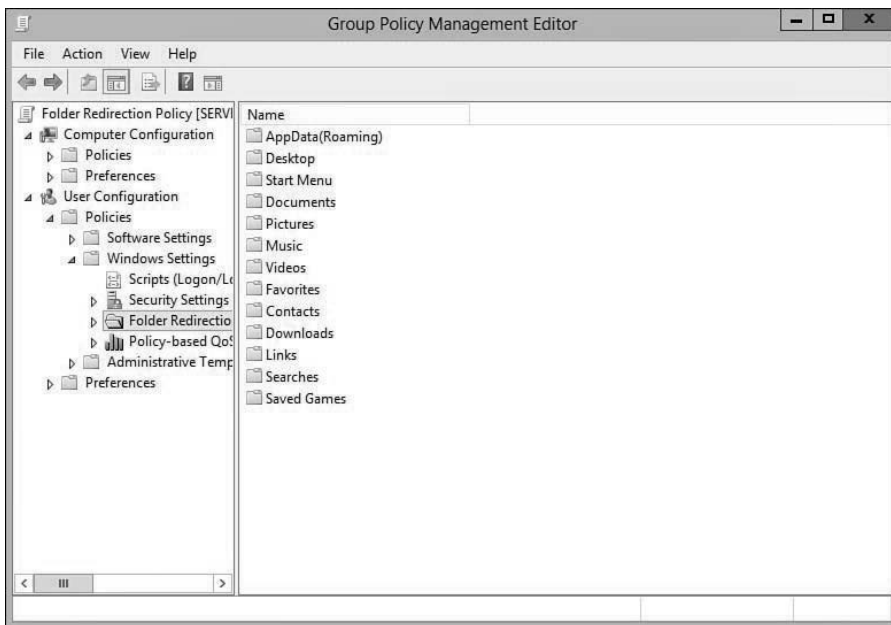 Group Policy Management Editor
File Action View Help
Folder Redirection Policy [SERVI
Computer Configuration
Policies
Preferences
User Configuration
Policies
Software Settings
Windows Settings
Scripts (Logon/Lo
Security Settings
Folder Redirectio
Policy-based QoS
Administrative Temp
Preferences
Name
AppData(Roaming)
Desktop
Start Menu
Documents
Pictures
Music
Videos
Favorites
Contacts
Downloads
Links
Searches
Saved Games